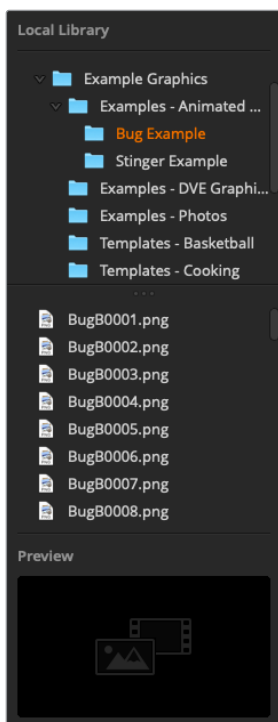 Local Library
Example Graphics
Examples - Animated ...
Bug Example
Stinger Example
Examples - DVE Graphi...
Examples - Photos
Templates - Basketball
Templates - Cooking
BugB0001.png
BugB0002.png
BugB0003.png
BugB0004.png
BugB0005.png
BugB0006.png
BugB0007.png
BugB0008.png
Preview